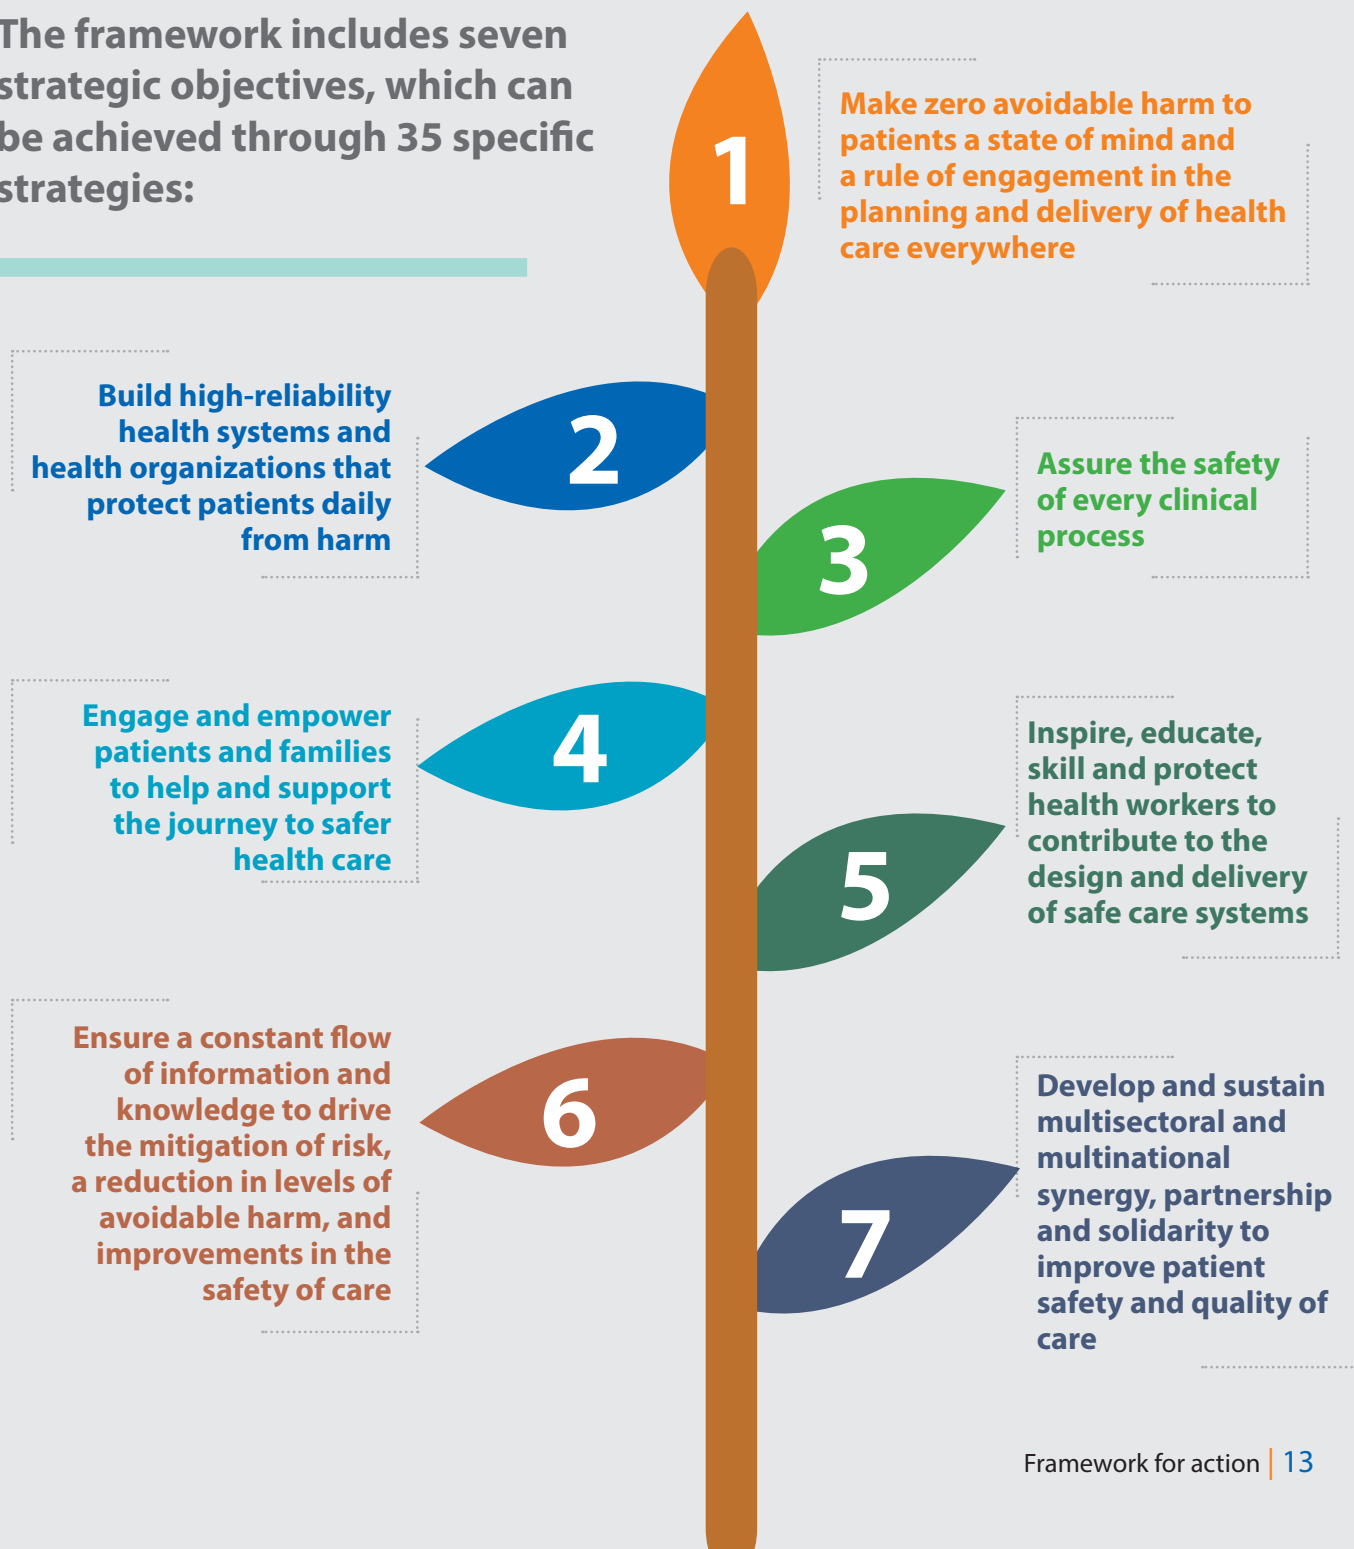 The framework includes seven
strategic objectives, which can
be achieved through 35 specific
strategies:
1
Make zero avoidable harm to
patients a state of mind and
a rule of engagement in the
planning and delivery of health
care everywhere
2
Build high-reliability
health systems and
health organizations that
protect patients daily
from harm
3
Assure the safety
of every clinical
process
4
Engage and empower
patients and families
to help and support
the journey to safer
health care
5
Inspire, educate,
skill and protect
health workers to
contribute to the
design and delivery
of safe care systems
6
Ensure a constant flow
of information and
knowledge to drive
the mitigation of risk,
a reduction in levels of
avoidable harm, and
improvements in the
safety of care
7
Develop and sustain
multisectoral and
multinational
synergy, partnership
and solidarity to
improve patient
safety and quality of
care
Framework for action | 13